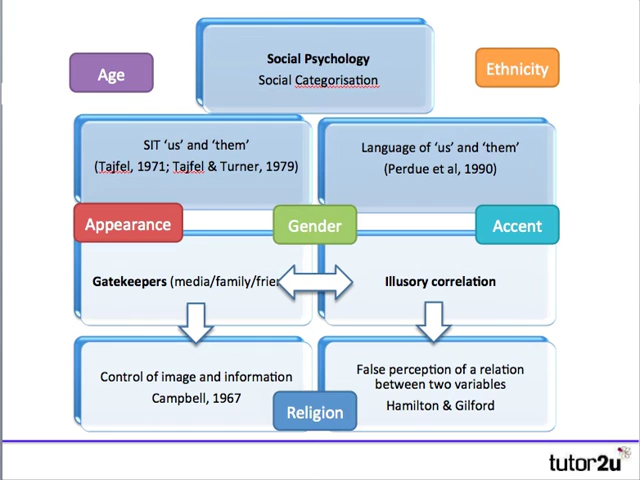 Social Psychology
Social Categorisation
Age
Ethnicity
SIT ‘us’ and ‘them’
(Tajfel, 1971; Tajfel & Turner, 1979)
Language of ‘us’ and ‘them’
(Perdue et al, 1990)
Appearance
Gender
Accent
Gatekeepers (media/family/frie
Illusory correlation
Control of image and information
Campbell, 1967
False perception of a relation
between two variables
Hamilton & Gilford
Religion
tutor2u